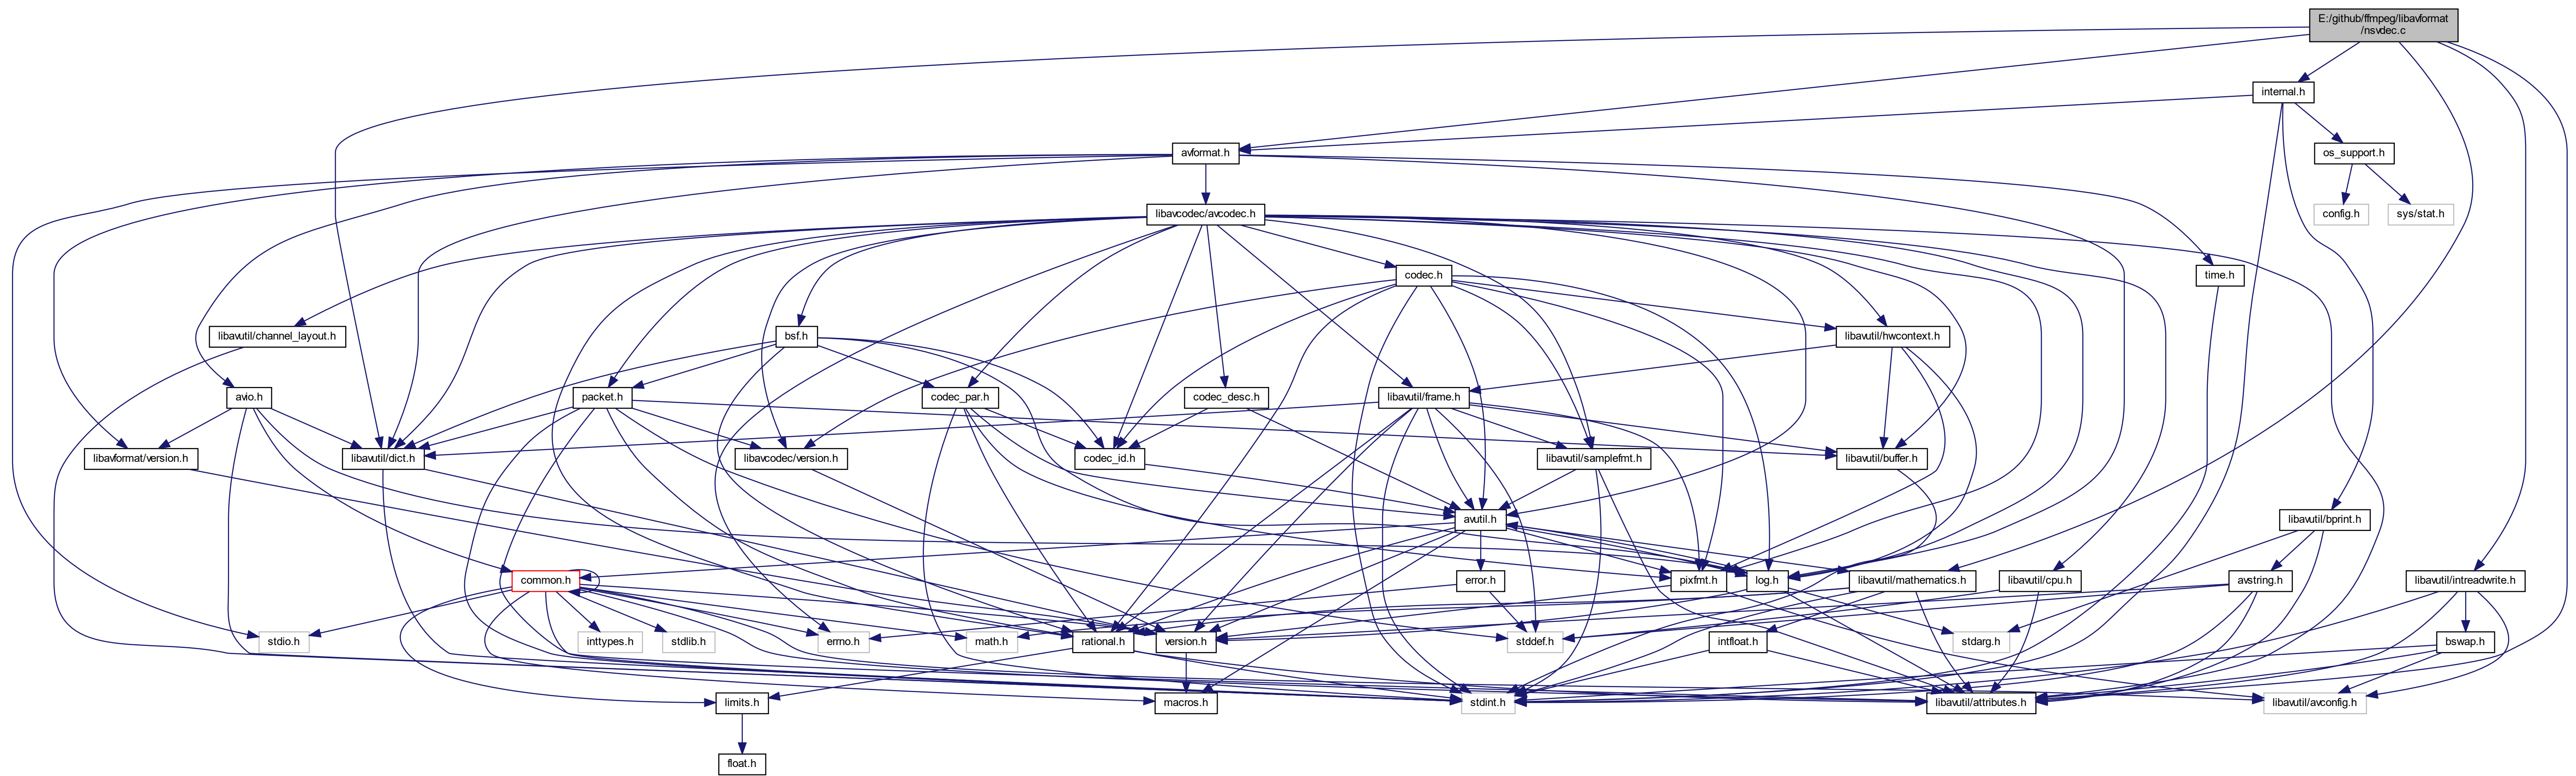 E:/github/ffmpeg/libavformat
/nsvdec.c
internal.h
avformat.h
os_support.h
libavcodec/avcodec.h
config.h
sys/stat.h
codec.h
time.h
libavutil/channel_layout.h
bsf.h
libavutil/hwcontext.h
avio.h
packet.h
codec_par.h
codec_desc.h
libavutil/frame.h
libavformat/version.h
libavutil/dict.h
libavcodec/version.h
codec_id.h
libavutil/samplefmt.h
libavutil/buffer.h
avutil.h
libavutil/bprint.h
common.h
error.h
pixfmt.h
log.h
libavutil/mathematics.h
libavutil/cpu.h
avstring.h
libavutil/intreadwrite.h
stdio.h
inttypes.h
stdlib.h
errno.h
math.h
rational.h
version.h
stddef.h
intfloat.h
stdarg.h
bswap.h
limits.h
macros.h
stdint.h
libavutil/attributes.h
libavutil/avconfig.h
float.h